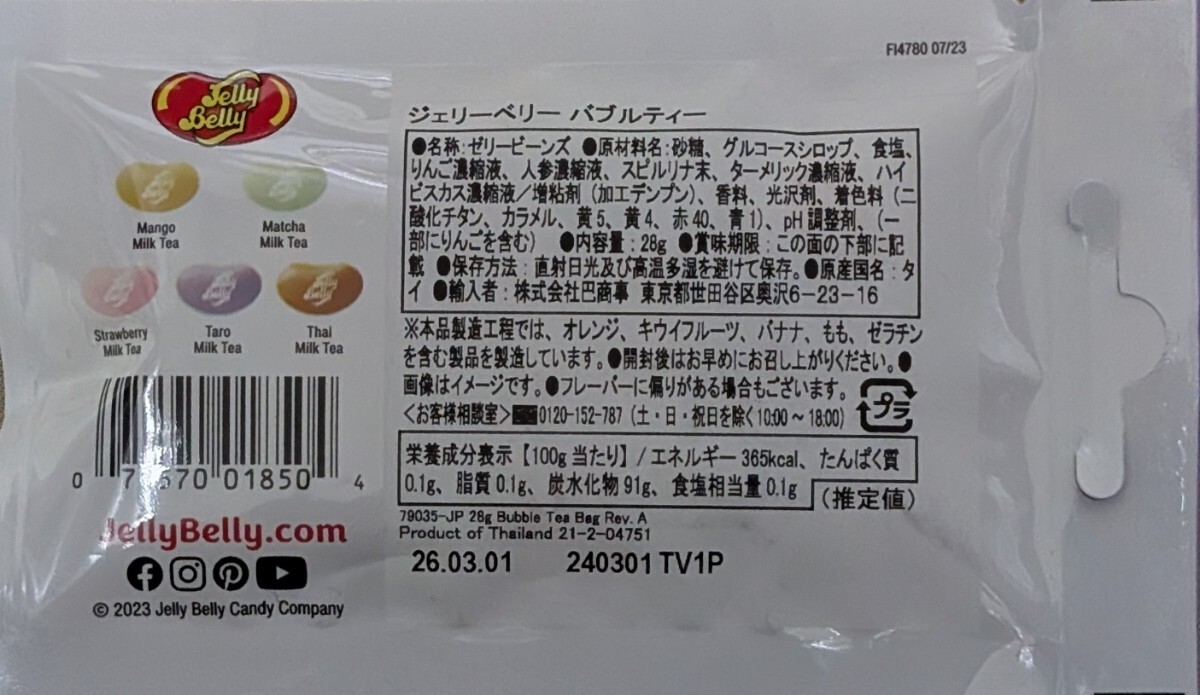 FI4780 07/23
Jelly
Belly
Mango
Milk Tea
Matcha
Milk Tea
Strawberry
Milk Tea
Taro
Milk Tea
Thai
Milk Tea
0 71570 01850 4
JellyBelly.com
© 2023 Jelly Belly Candy Company
ジェリーベリー バブルティー
●名称:ゼリービーンズ ●原材料名:砂糖、グルコースシロップ、食塩、
りんご濃縮液、人参濃縮液、スピルリナ末、ターメリック濃縮液、ハイ
ビスカス濃縮液/増粘剤(加工デンプン)、香料、光沢剤、着色料(二
酸化チタン、カラメル、黄5、黄4、赤40、青1)、pH調整剤、(一
部にりんごを含む) ●内容量:28g ●賞味期限:この面の下部に記
載 ●保存方法:直射日光及び高温多湿を避けて保存。●原産国名:タ
イ ●輸入者:株式会社巴商事 東京都世田谷区奥沢6-23-16
※本品製造工程では、オレンジ、キウイフルーツ、バナナ、もも、ゼラチン
を含む製品を製造しています。●開封後はお早めにお召し上がりください。●
画像はイメージです。●フレーバーに偏りがある場合もございます。
<お客様相談室>0120-152-787(土・日・祝日を除く10:00~18:00)
プラ
栄養成分表示【100g当たり】/エネルギー 365kcal、たんぱく質
0.1g、脂質 0.1g、炭水化物 91g、食塩相当量 0.1g
(推定値)
79035-JP 28g Bubble Tea Bag Rev. A
Product of Thailand 21-2-04751
26.03.01 240301 TV1P